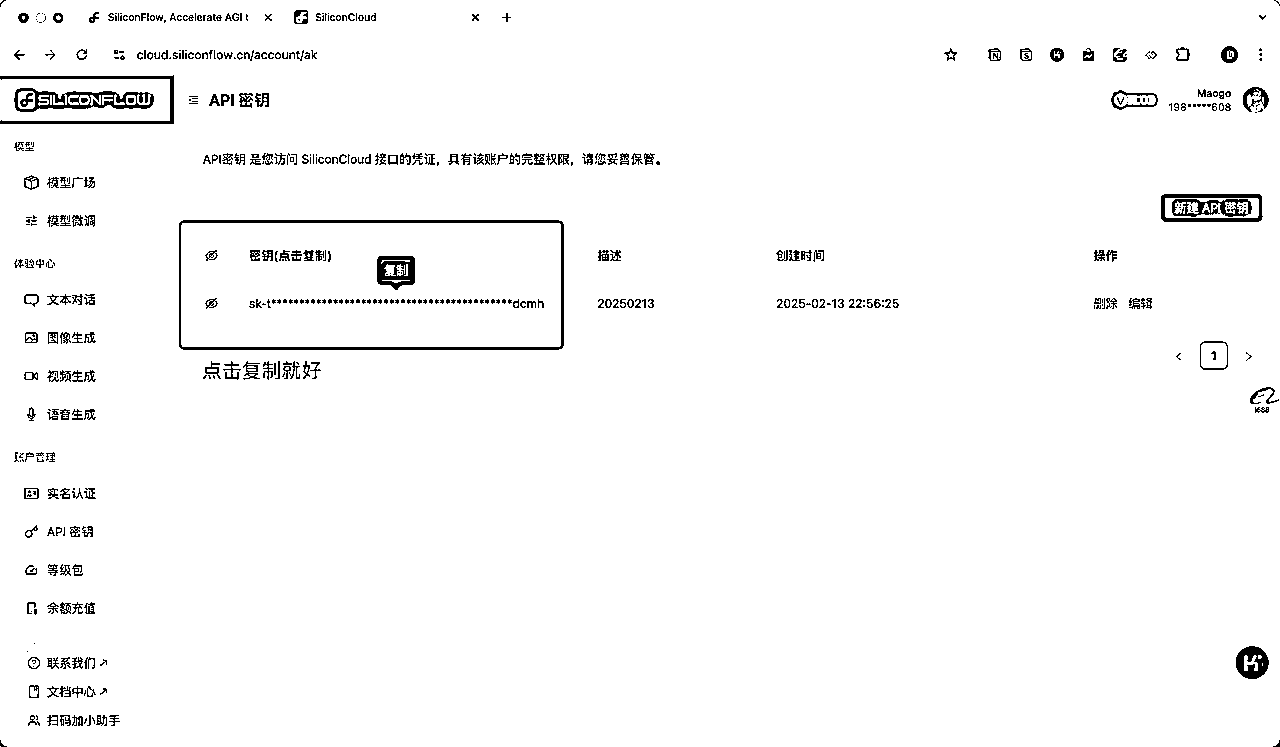 SiliconFlow, Accelerate AGI t
SiliconCloud
cloud.siliconflow.cn/account/ak
SILICONFLOW
API 密钥
Maogo
198*****608
模型
模型广场
模型微调
体验中心
文本对话
图像生成
视频生成
语音生成
账户管理
实名认证
API 密钥
等级包
余额充值
联系我们
文档中心
扫码加小助手
API密钥 是您访问 SiliconCloud 接口的凭证，具有该账户的完整权限，请您妥善保管。
新建 API 密钥
密钥(点击复制) 描述 创建时间 操作
复制
sk-t********************************************dcmh 20250213 2025-02-13 22:56:25 删除 编辑
点击复制就好
1
1688